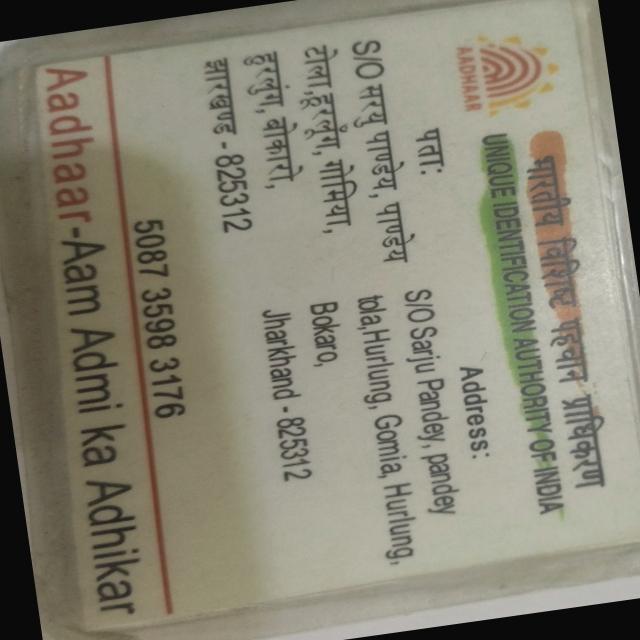 भारतीय विशिष्ट पहचान प्राधिकरण
UNIQUE IDENTIFICATION AUTHORITY OF INDIA
AADHAAR
पता:
S/O सरयु पाण्डेय, पाण्डेय
टोला,हुरलुंग, गोमिया,
हुरलुंग, बोकारो,
झारखण्ड - 825312
Address:
S/O Sarju Pandey, pandey
tola,Hurlung, Gomia, Hurlung,
Bokaro,
Jharkhand - 825312
5087 3598 3176
Aadhaar-Aam Admi ka Adhikar